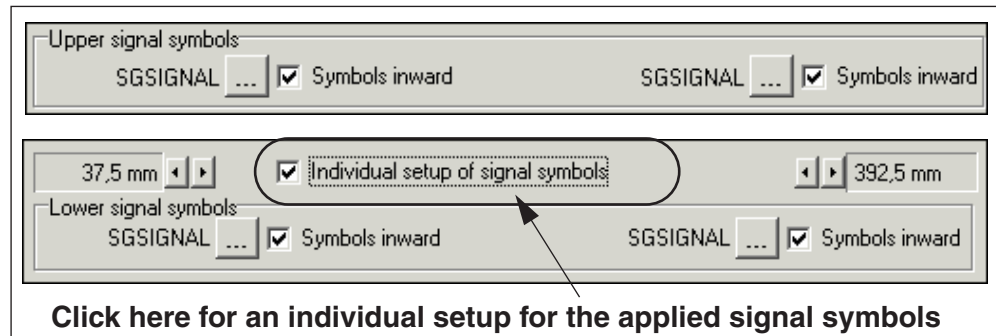 Upper signal symbols
SGSIGNAL ... Symbols inward SGSIGNAL ... Symbols inward
37,5 mm Individual setup of signal symbols 392,5 mm
Lower signal symbols
SGSIGNAL ... Symbols inward SGSIGNAL ... Symbols inward
Click here for an individual setup for the applied signal symbols